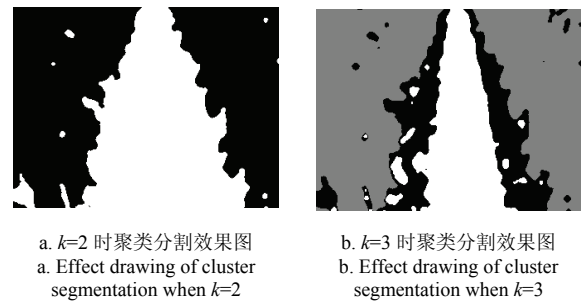 a. k=2 时聚类分割效果图
a. Effect drawing of cluster
segmentation when k=2
b. k=3 时聚类分割效果图
b. Effect drawing of cluster
segmentation when k=3